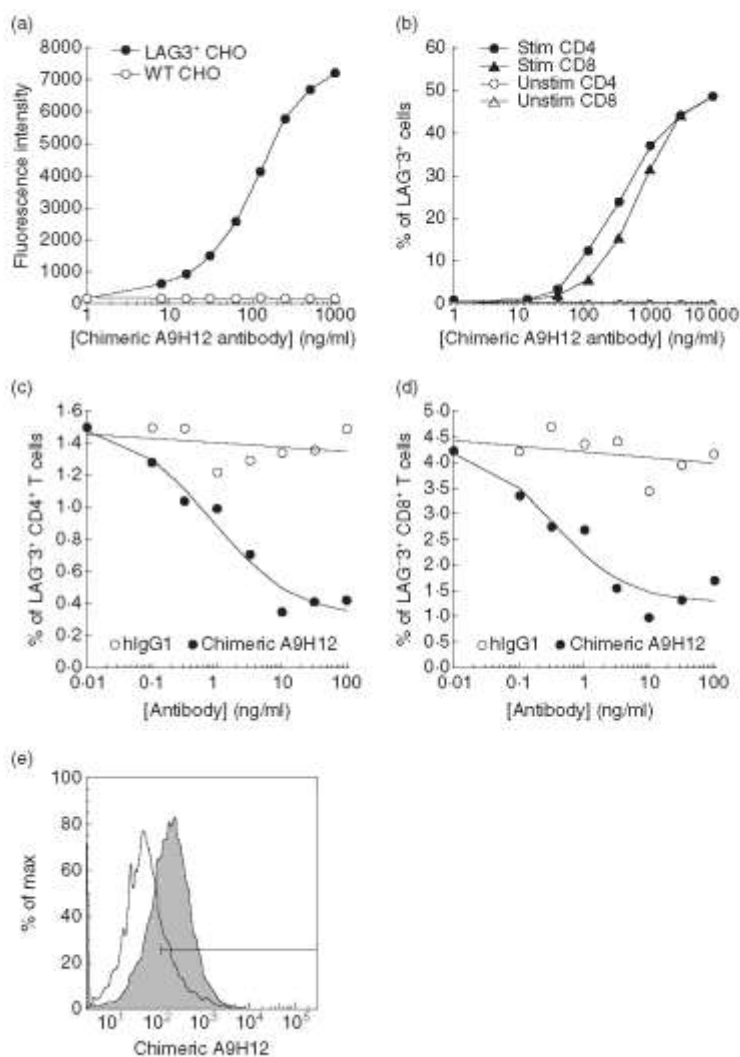 (a)
8000
7000
6000
5000
4000
3000
2000
1000
0
Fluorescence intensity
LAG3⁺ CHO
WT CHO
1 10 100 1000
[Chimeric A9H12 antibody] (ng/ml)
(b)
60
50
40
30
20
10
0
% of LAG-3⁺ cells
Stim CD4
Stim CD8
Unstim CD4
Unstim CD8
1 10 100 1 000 10 000
[Chimeric A9H12 antibody] (ng/ml)
(c)
1·6
1·4
1·2
1·0
0·8
0·6
0·4
0·2
0·0
% of LAG-3⁺ CD4⁺ T cells
hIgG1 Chimeric A9H12
0·01 0·1 1 10 100
[Antibody] (ng/ml)
(d)
5·0
4·5
4·0
3·5
3·0
2·5
2·0
1·5
1·0
0·5
0·0
% of LAG-3⁺ CD8⁺ T cells
hIgG1 Chimeric A9H12
0·01 0·1 1 10 100
[Antibody] (ng/ml)
(e)
100
80
60
40
20
0
% of max
10¹ 10² 10³ 10⁴ 10⁵
Chimeric A9H12